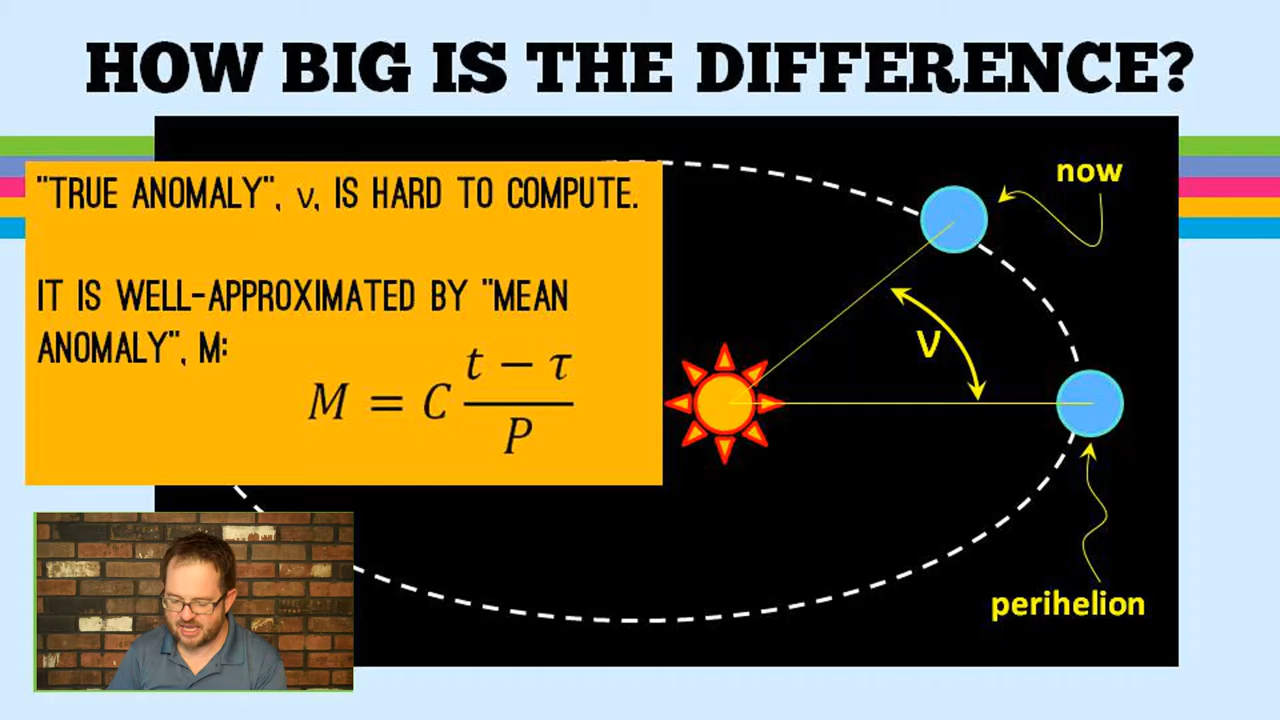 HOW BIG IS THE DIFFERENCE?
"TRUE ANOMALY", ν, IS HARD TO COMPUTE.
IT IS WELL-APPROXIMATED BY "MEAN
ANOMALY", M:
M = C (t − τ) / P
now
ν
perihelion